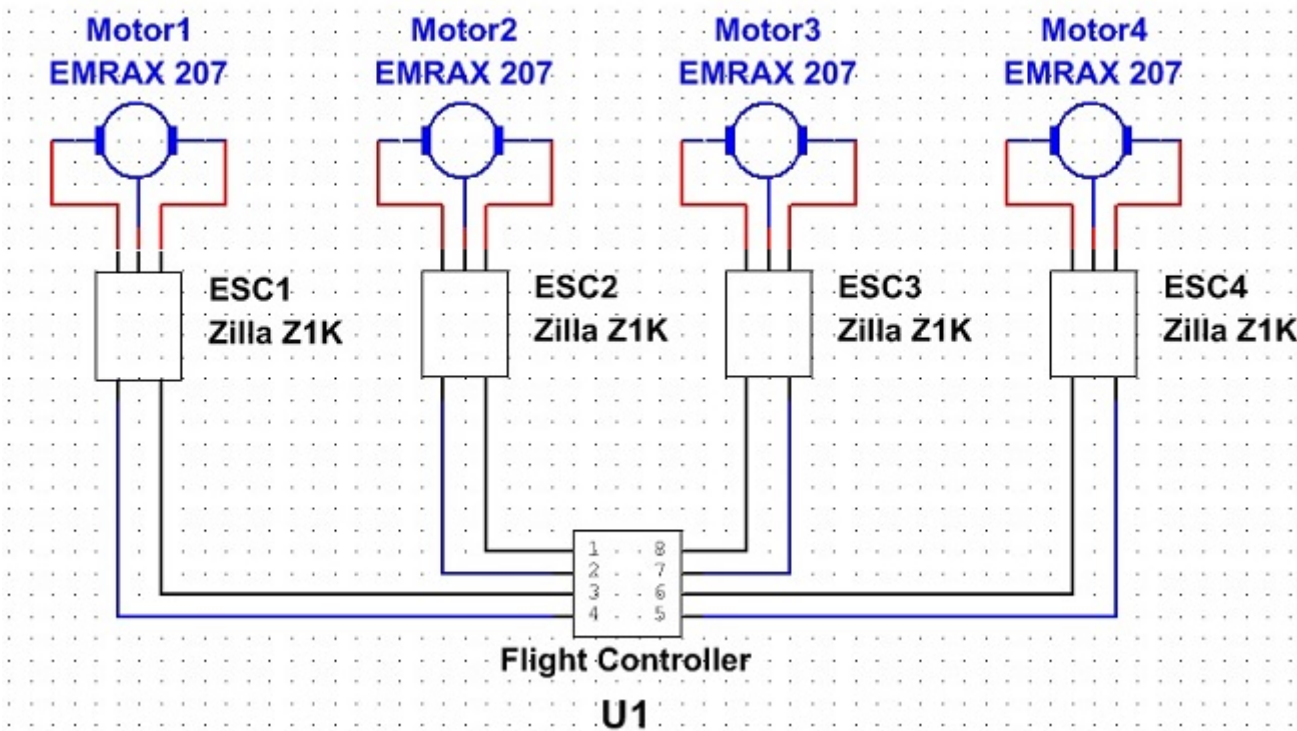 Motor1
EMRAX 207
Motor2
EMRAX 207
Motor3
EMRAX 207
Motor4
EMRAX 207
ESC1
Zilla Z1K
ESC2
Zilla Z1K
ESC3
Zilla Z1K
ESC4
Zilla Z1K
1 8
2 7
3 6
4 5
Flight Controller
U1